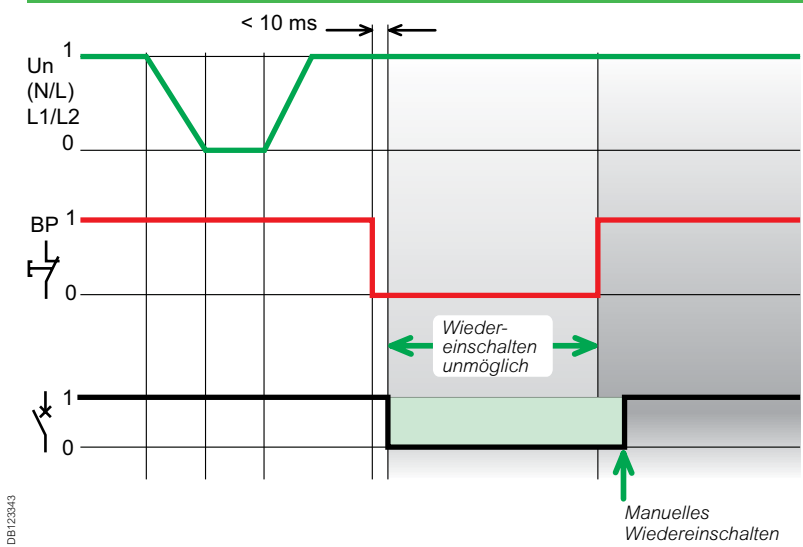 < 10 ms
1
Un
(N/L)
L1/L2
0
BP 1
0
Wieder-
einschalten
unmöglich
1
0
Manuelles
Wiedereinschalten
DB123343